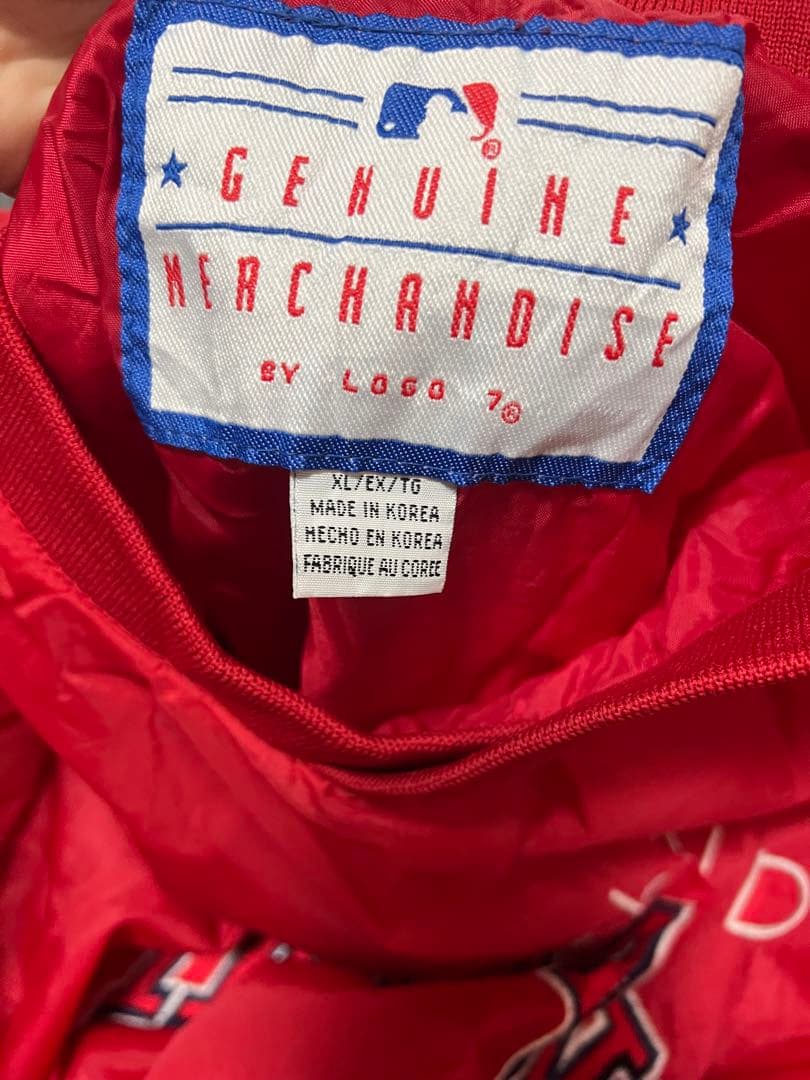 GENUINE
MERCHANDISE
BY LOGO 7®
XL/EX/TG
MADE IN KOREA
HECHO EN KOREA
FABRIQUE AU COREE
D